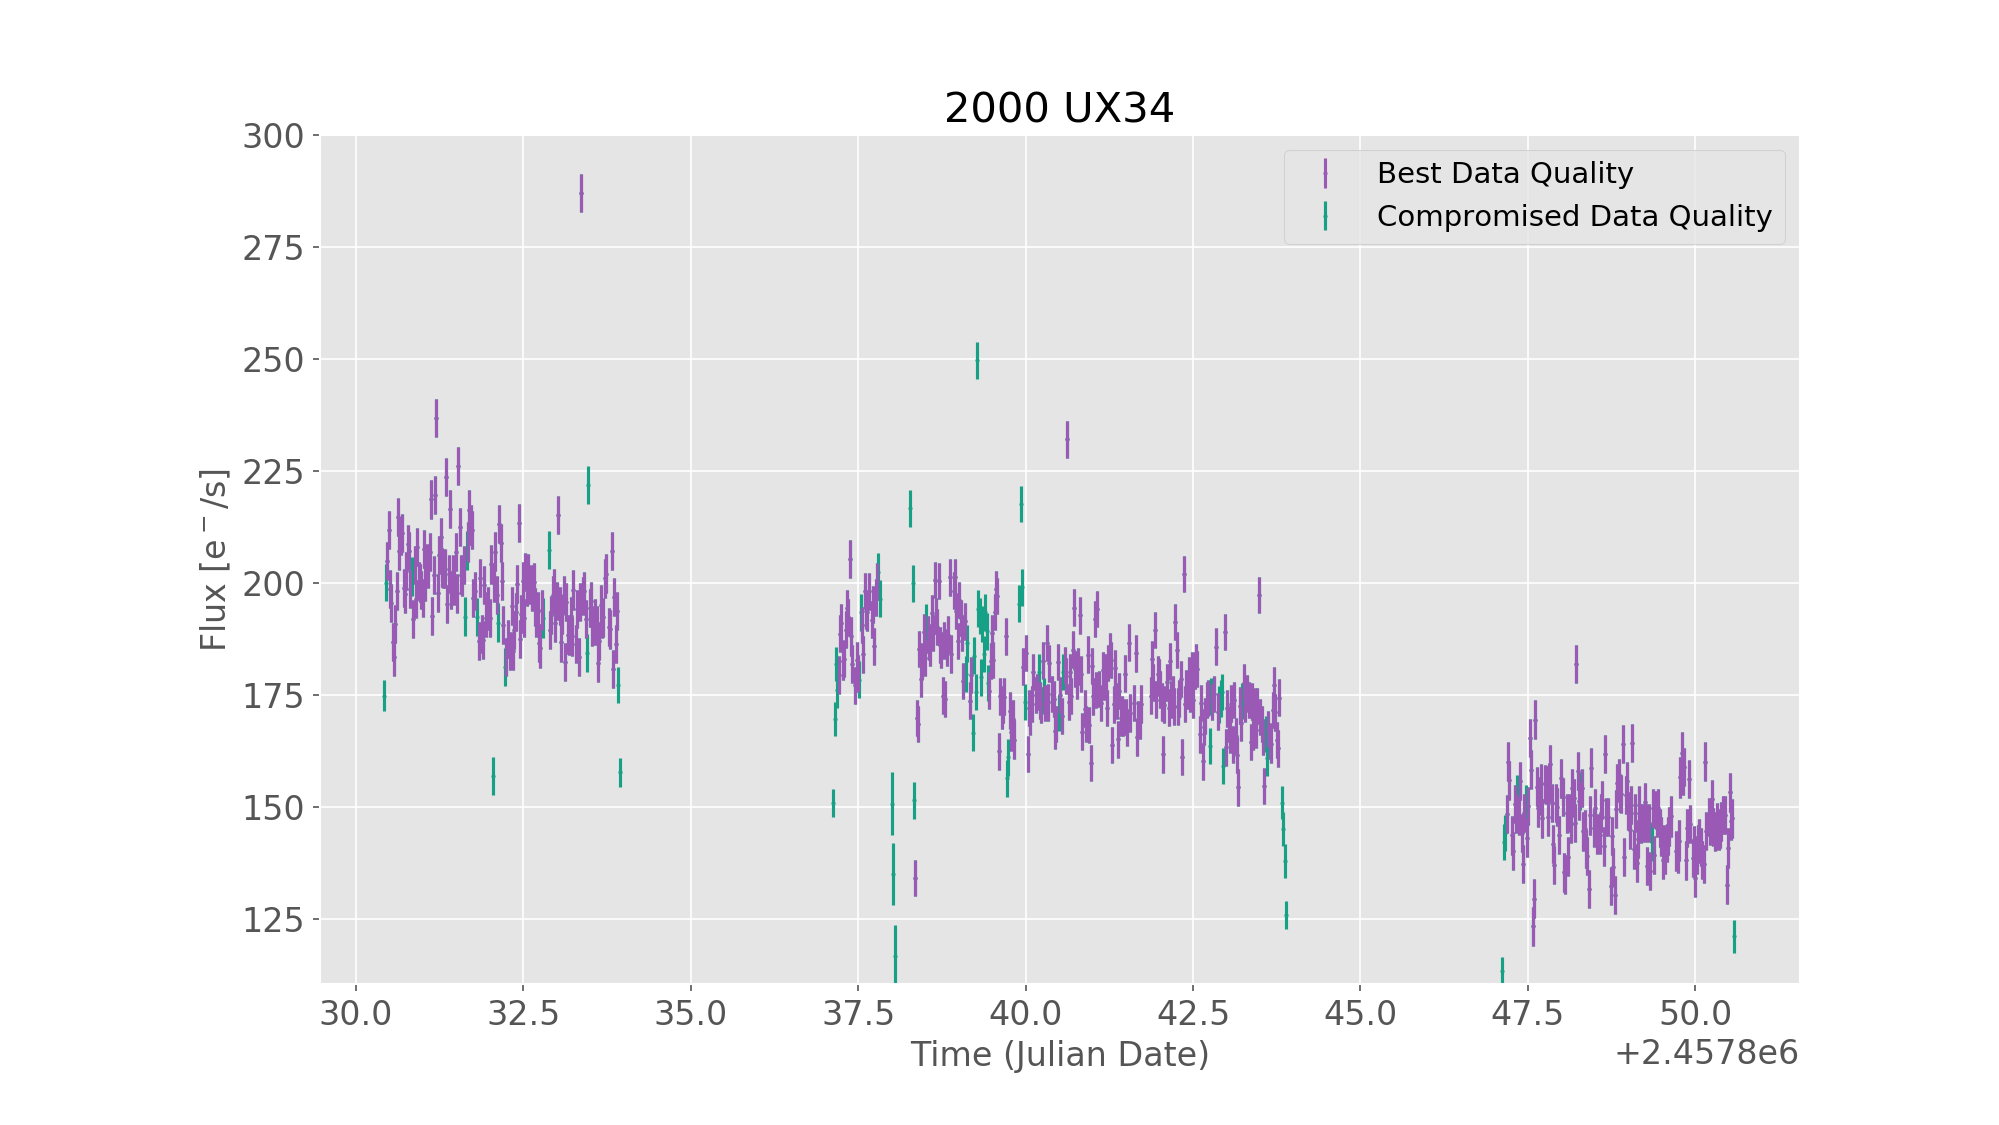 2000 UX34
300
275
250
225
200
175
150
125
Flux [e⁻/s]
Best Data Quality
Compromised Data Quality
30.0 32.5 35.0 37.5 40.0 42.5 45.0 47.5 50.0
Time (Julian Date)
+2.4578e6